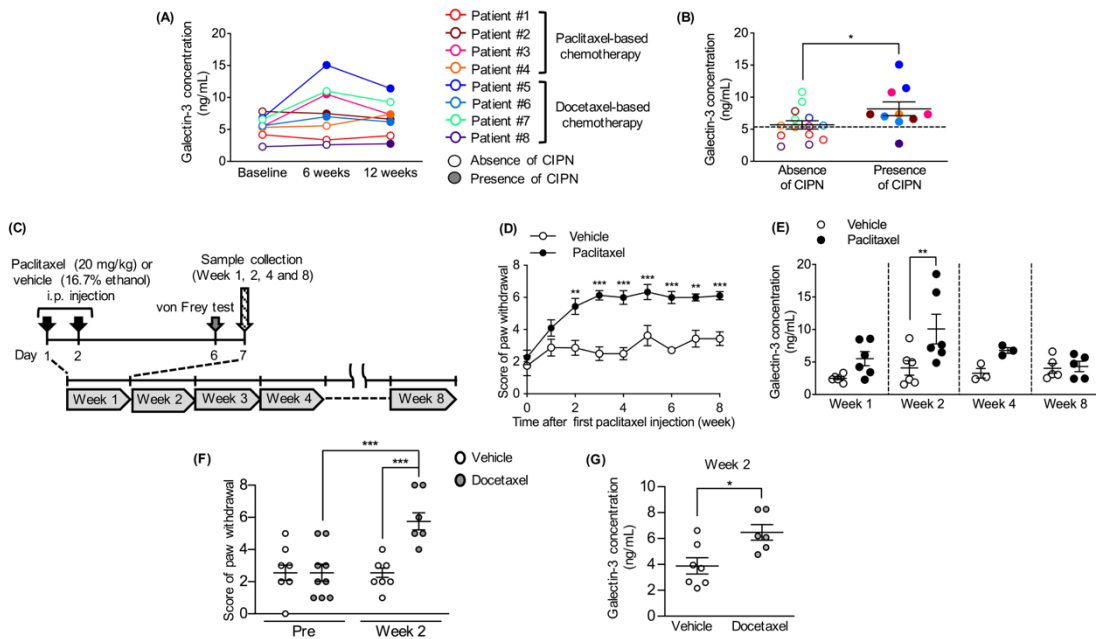 (A)
Galectin-3 concentration
(ng/mL)
20
15
10
5
0
Baseline 6 weeks 12 weeks
Patient #1
Patient #2
Patient #3
Patient #4
Patient #5
Patient #6
Patient #7
Patient #8
Paclitaxel-based
chemotherapy
Docetaxel-based
chemotherapy
Absence of CIPN
Presence of CIPN
(B)
Galectin-3 concentration
(ng/mL)
20
15
10
5
0
*
Absence
of CIPN
Presence
of CIPN
(C)
Paclitaxel (20 mg/kg) or
vehicle (16.7% ethanol)
i.p. injection
Sample collection
(Week 1, 2, 4 and 8)
von Frey test
Day 1 2 6 7
Week 1 Week 2 Week 3 Week 4 Week 8
(D)
Vehicle
Paclitaxel
Score of paw withdrawal
8
6
4
2
0
** *** *** *** *** ** ***
0 2 4 6 8
Time after first paclitaxel injection (week)
(E)
Vehicle
Paclitaxel
Galectin-3 concentration
(ng/mL)
20
15
10
5
0
**
Week 1 Week 2 Week 4 Week 8
(F)
Vehicle
Docetaxel
Score of paw withdrawal
8
6
4
2
0
***
***
Pre Week 2
(G)
Week 2
Galectin-3 concentration
(ng/mL)
10
8
6
4
2
0
*
Vehicle Docetaxel